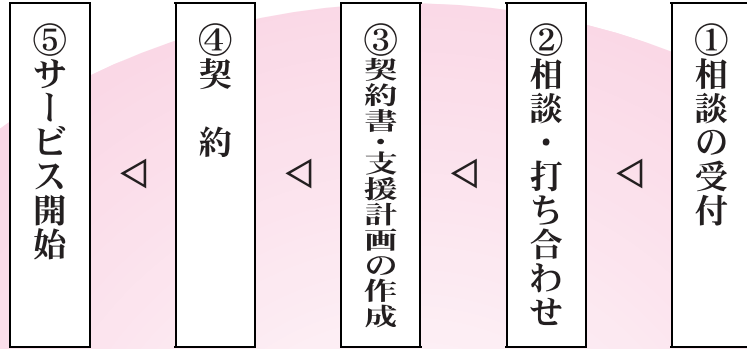 ①相談の受付
②相談・打ち合わせ
③契約書・支援計画の作成
④契　約
⑤サービス開始